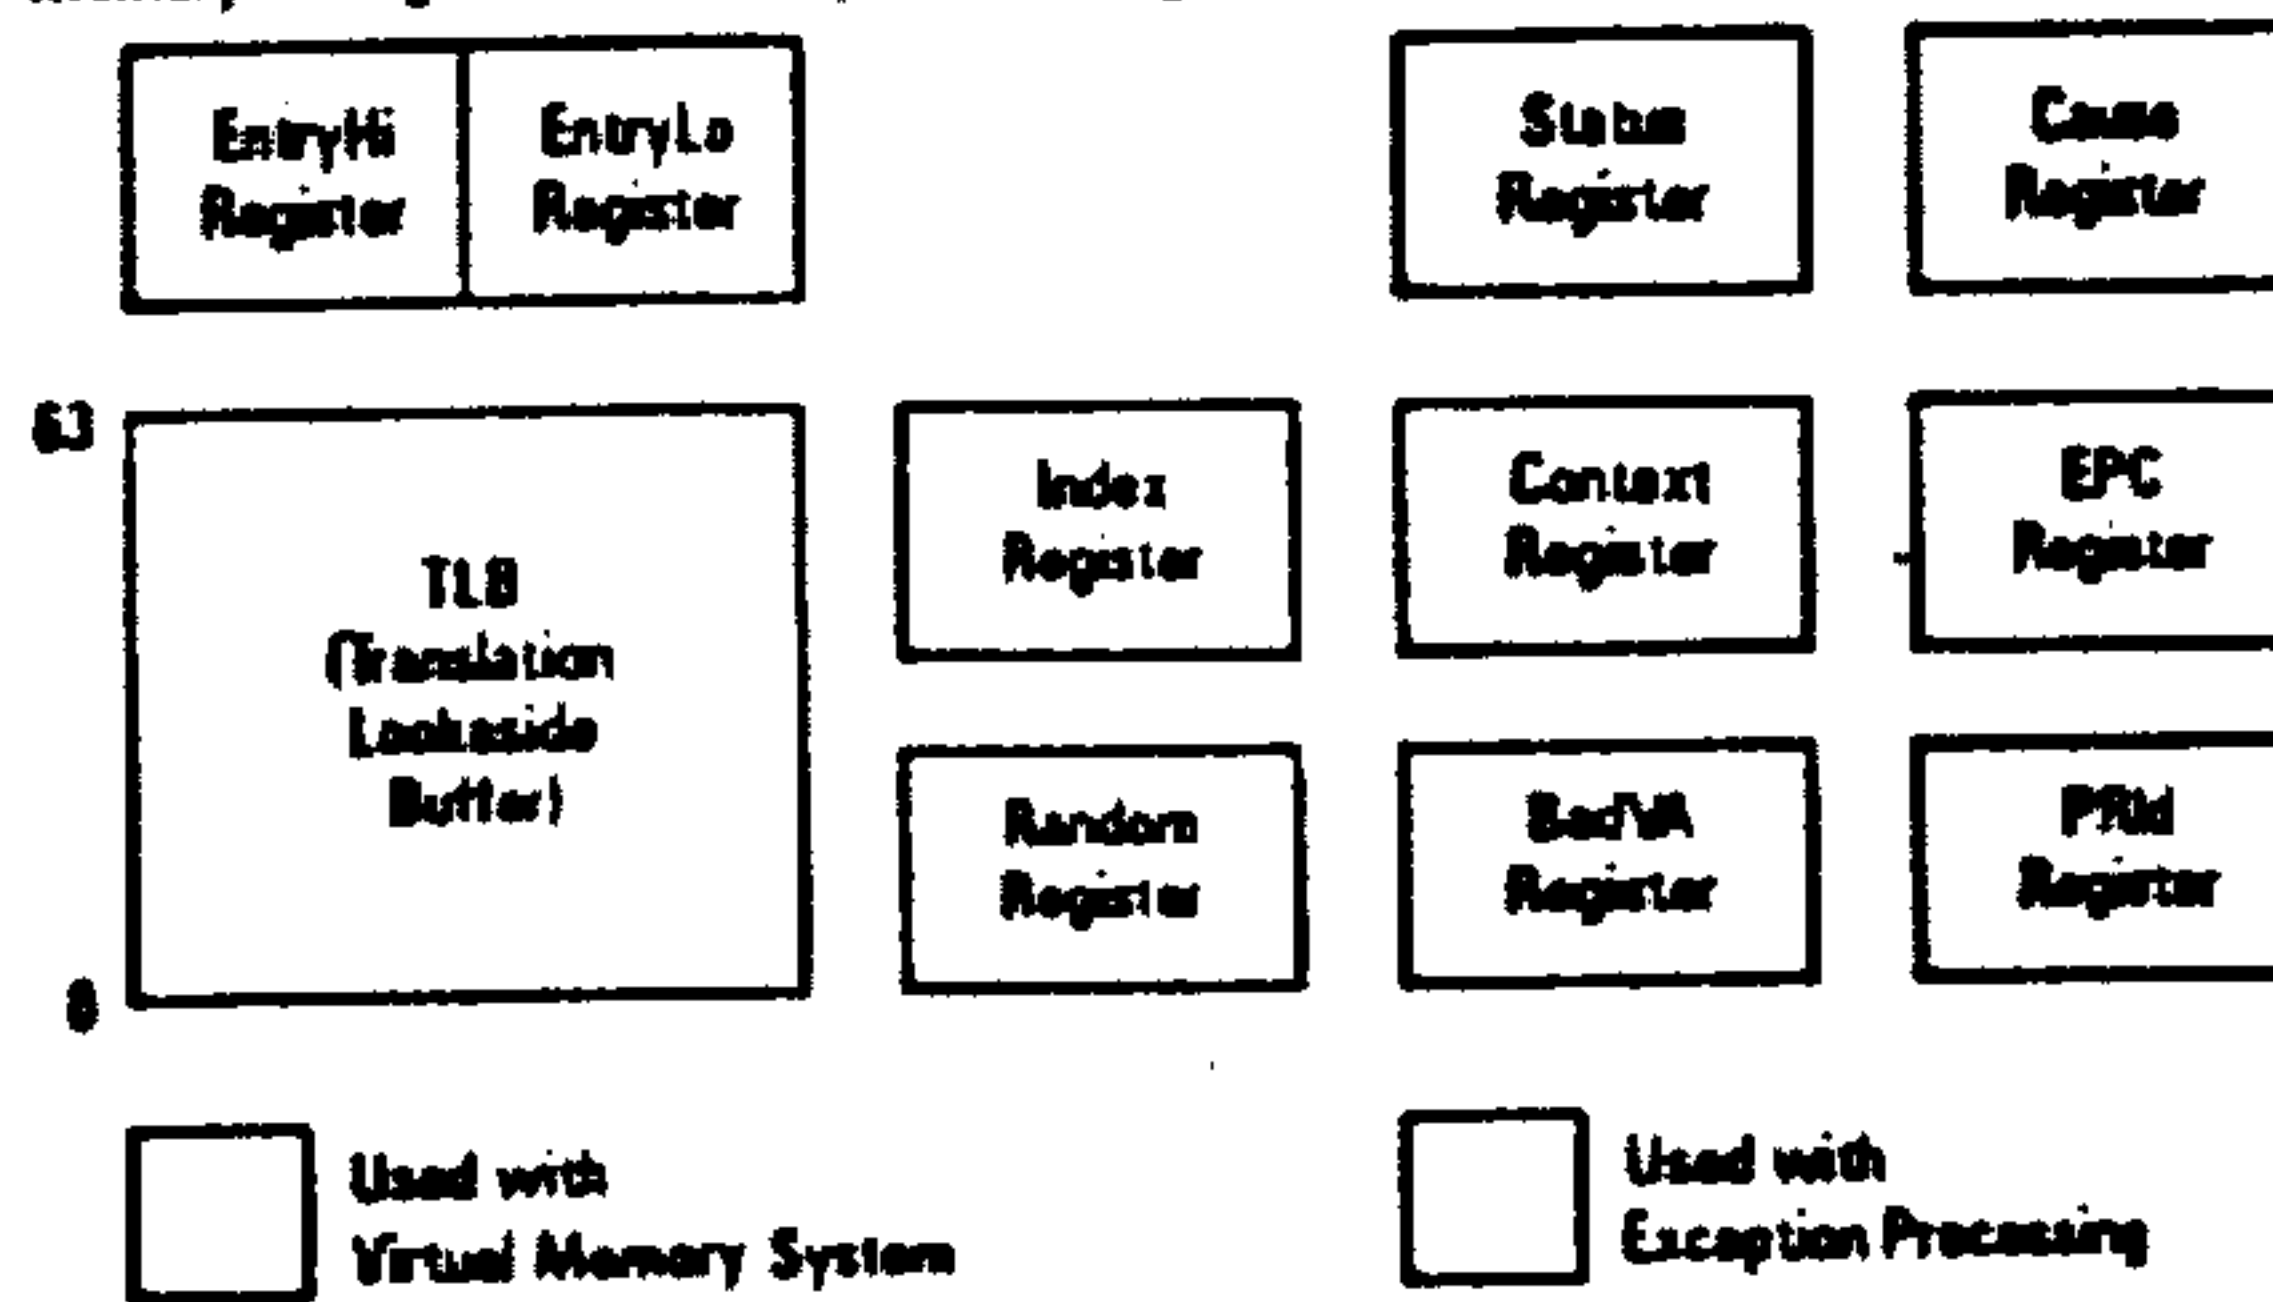 EntryHi
Register
EntryLo
Register
Status
Register
Cause
Register
63
TLB
(Translation
Lookaside
Buffer)
0
Index
Register
Context
Register
EPC
Register
Random
Register
BadVA
Register
PRId
Register
Used with
Virtual Memory System
Used with
Exception Processing